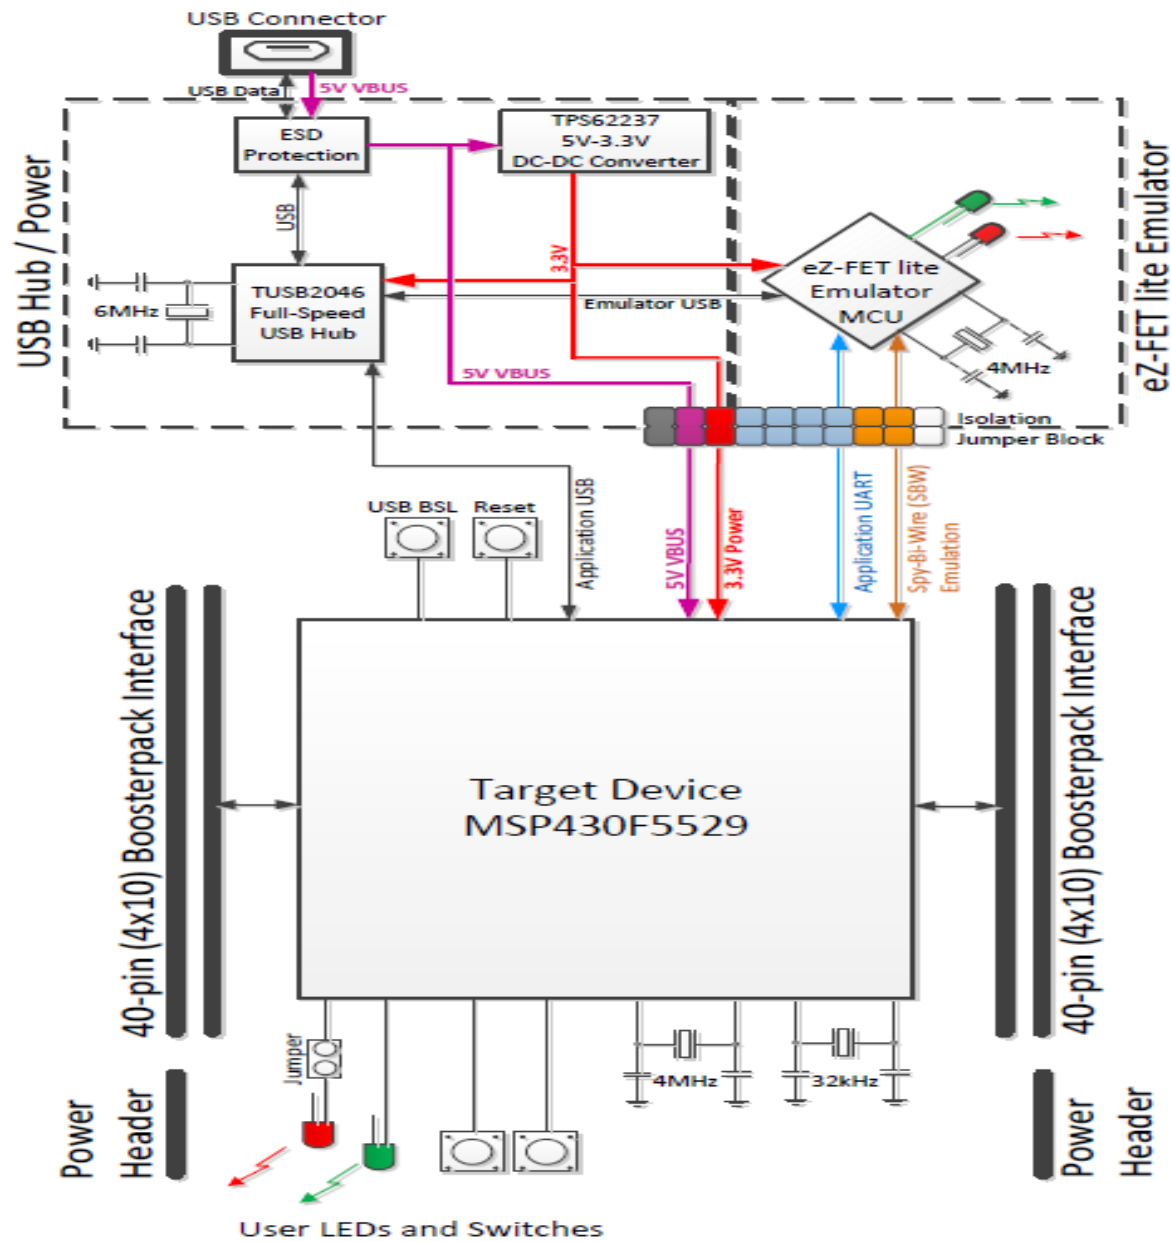 USB Connector
USB Data
5V VBUS
USB Hub / Power
ESD
Protection
TPS62237
5V-3.3V
DC-DC Converter
eZ-FET lite Emulator
USB
3.3V
TUSB2046
Full-Speed
USB Hub
6MHz
Emulator USB
eZ-FET lite
Emulator
MCU
4MHz
5V VBUS
Isolation
Jumper Block
USB BSL
Reset
Application USB
5V VBUS
3.3V Power
Application UART
Spy-Bi-Wire (SBW)
Emulation
40-pin (4x10) Boosterpack Interface
Target Device
MSP430F5529
40-pin (4x10) Boosterpack Interface
Jumper
4MHz
32kHz
Power
Header
Power
Header
User LEDs and Switches